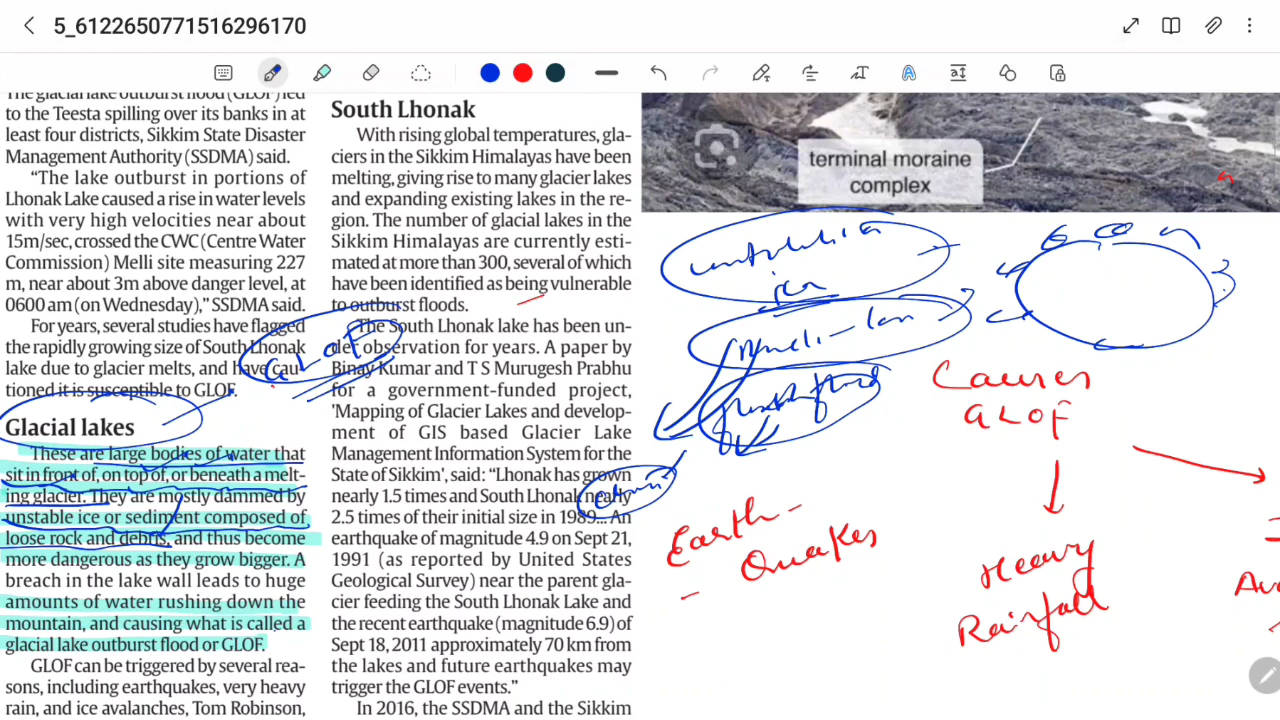 5_6122650771516296170
The glacial lake outburst flood (GLOF) led
to the Teesta spilling over its banks in at
least four districts, Sikkim State Disaster
Management Authority (SSDMA) said.
“The lake outburst in portions of
Lhonak Lake caused a rise in water levels
with very high velocities near about
15m/sec, crossed the CWC (Centre Water
Commission) Melli site measuring 227
m, near about 3m above danger level, at
0600 am (on Wednesday),” SSDMA said.
For years, several studies have flagged
the rapidly growing size of South Lhonak
lake due to glacier melts, and have cau-
tioned it is susceptible to GLOF.
GLOF
Glacial lakes
These are large bodies of water that
sit in front of, on top of, or beneath a melt-
ing glacier. They are mostly dammed by
unstable ice or sediment composed of
loose rock and debris, and thus become
more dangerous as they grow bigger. A
breach in the lake wall leads to huge
amounts of water rushing down the
mountain, and causing what is called a
glacial lake outburst flood or GLOF.
GLOF can be triggered by several rea-
sons, including earthquakes, very heavy
rain, and ice avalanches, Tom Robinson,
South Lhonak
With rising global temperatures, gla-
ciers in the Sikkim Himalayas have been
melting, giving rise to many glacier lakes
and expanding existing lakes in the re-
gion. The number of glacial lakes in the
Sikkim Himalayas are currently esti-
mated at more than 300, several of which
have been identified as being vulnerable
to outburst floods.
The South Lhonak lake has been un-
der observation for years. A paper by
Binay Kumar and T S Murugesh Prabhu
for a government-funded project,
'Mapping of Glacier Lakes and develop-
ment of GIS based Glacier Lake
Management Information System for the
State of Sikkim', said: “Lhonak has grown
nearly 1.5 times and South Lhonak nearly
2.5 times of their initial size in 1989... An
earthquake of magnitude 4.9 on Sept 21,
1991 (as reported by United States
Geological Survey) near the parent gla-
cier feeding the South Lhonak Lake and
the recent earthquake (magnitude 6.9) of
Sept 18, 2011 approximately 70 km from
the lakes and future earthquakes may
trigger the GLOF events.”
In 2016, the SSDMA and the Sikkim
terminal moraine
complex
Causes
GLOF
Earth-
Quakes
Heavy
Rainfall